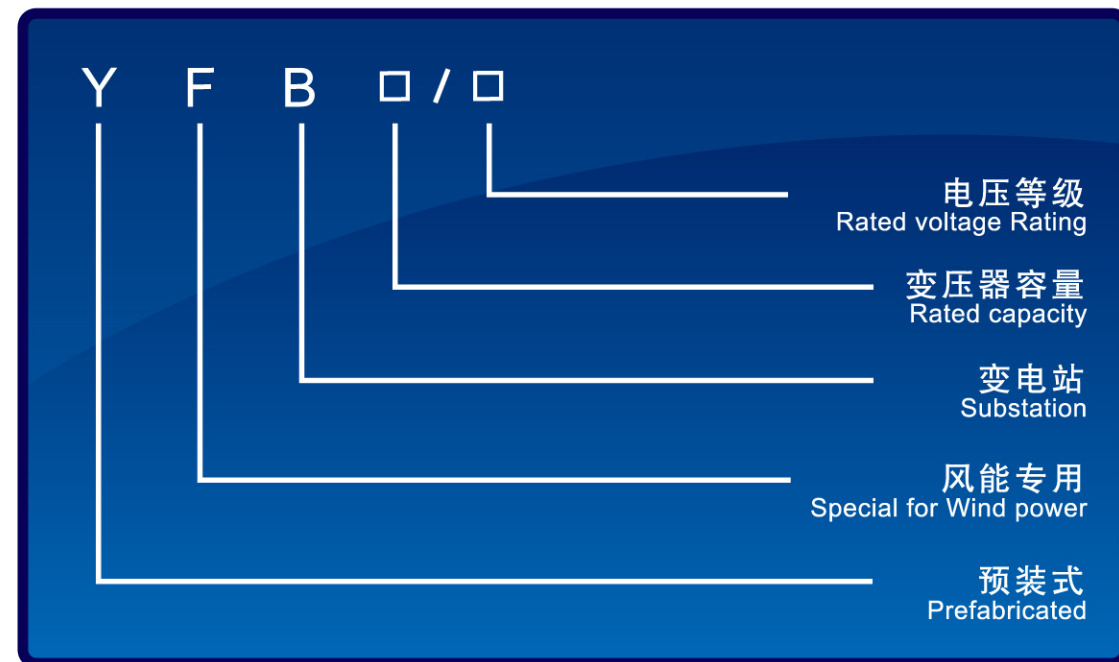 Y F B □ / □
电压等级
Rated voltage Rating
变压器容量
Rated capacity
变电站
Substation
风能专用
Special for Wind power
预装式
Prefabricated